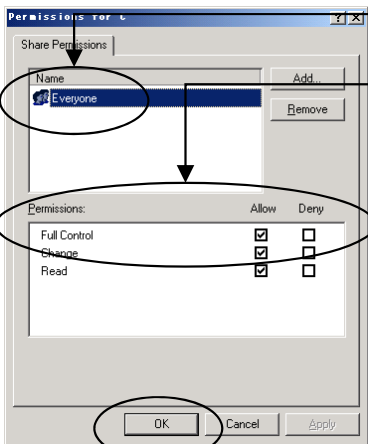 Permissions for C
Share Permissions
Name
Everyone
Add...
Remove
Permissions: Allow Deny
Full Control
Change
Read
OK Cancel Apply